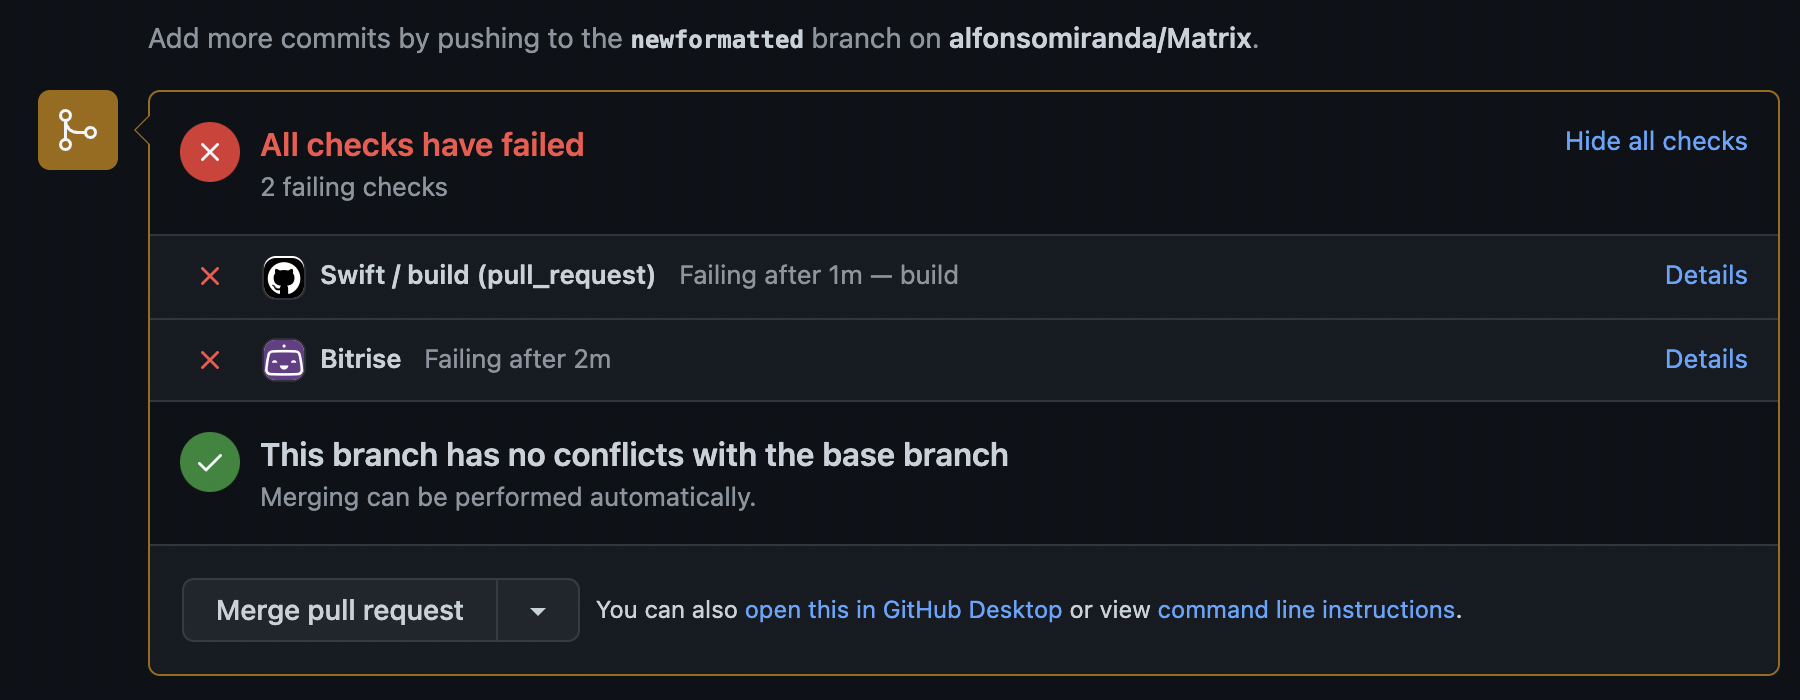 Add more commits by pushing to the newformatted branch on alfonsomiranda/Matrix.
All checks have failed
Hide all checks
2 failing checks
Swift / build (pull_request) Failing after 1m — build
Details
Bitrise Failing after 2m
Details
This branch has no conflicts with the base branch
Merging can be performed automatically.
Merge pull request
You can also open this in GitHub Desktop or view command line instructions.